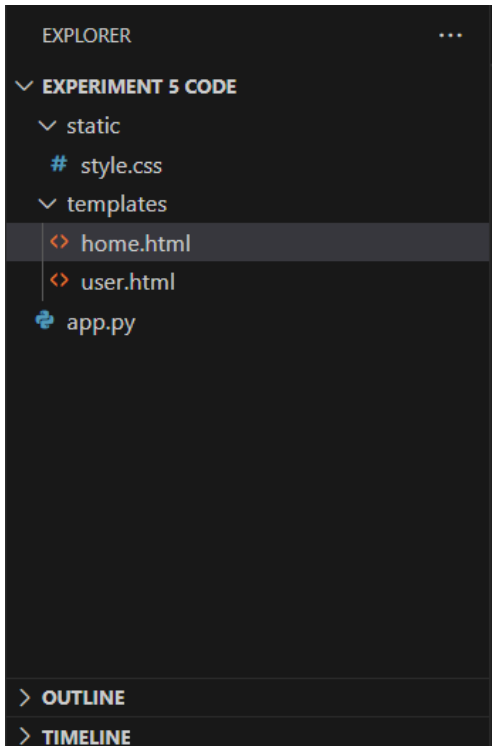 EXPLORER ...
EXPERIMENT 5 CODE
static
# style.css
templates
<> home.html
<> user.html
app.py
OUTLINE
TIMELINE